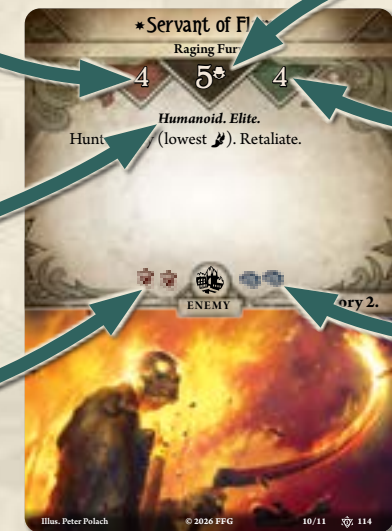 Servant of Fl
Raging Fur
4 5 4
Humanoid. Elite.
Hunt y (lowest ). Retaliate.
ory 2.
ENEMY
Illus. Peter Polach © 2026 FFG 10/11 114